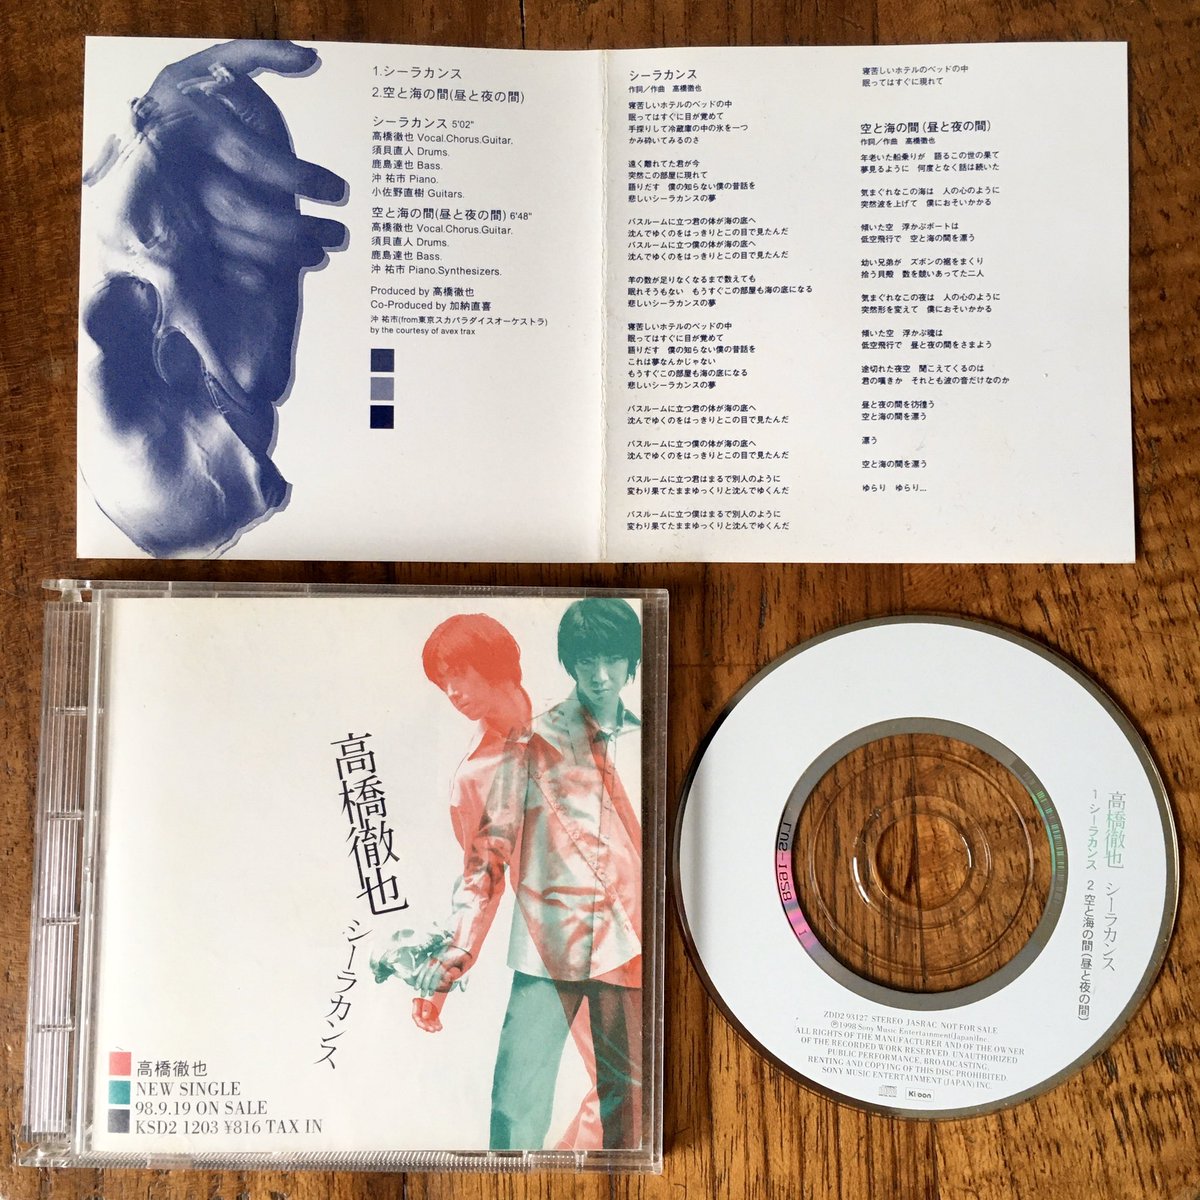 1.シーラカンス
2.空と海の間(昼と夜の間)
シーラカンス 5'02"
高橋徹也 Vocal.Chorus.Guitar.
須貝直人 Drums.
鹿島達也 Bass.
沖 祐市 Piano.
小佐野直樹 Guitars.
空と海の間(昼と夜の間) 6'48"
高橋徹也 Vocal.Chorus.Guitar.
須貝直人 Drums.
鹿島達也 Bass.
沖 祐市 Piano.Synthesizers.
Produced by 高橋徹也
Co-Produced by 加納直喜
沖 祐市(from東京スカパラダイスオーケストラ)
by the courtesy of avex trax
シーラカンス
作詞／作曲 高橋徹也
寝苦しいホテルのベッドの中
眠ってはすぐに目が覚めて
手探りして冷蔵庫の中の氷を一つ
かみ砕いてみるのさ
遠く離れてた君が今
突然この部屋に現れて
語りだす 僕の知らない僕の昔話を
悲しいシーラカンスの夢
バスルームに立つ君の体が海の底へ
沈んでゆくのをはっきりとこの目で見たんだ
バスルームに立つ僕の体が海の底へ
沈んでゆくのをはっきりとこの目で見たんだ
羊の数が足りなくなるまで数えても
眠れそうもない もうすぐこの部屋も海の底になる
悲しいシーラカンスの夢
寝苦しいホテルのベッドの中
眠ってはすぐに目が覚めて
語りだす 僕の知らない僕の昔話を
これは夢なんかじゃない
もうすぐこの部屋も海の底になる
悲しいシーラカンスの夢
バスルームに立つ君の体が海の底へ
沈んでゆくのをはっきりとこの目で見たんだ
バスルームに立つ僕の体が海の底へ
沈んでゆくのをはっきりとこの目で見たんだ
バスルームに立つ君はまるで別人のように
変わり果てたままゆっくりと沈んでゆくんだ
バスルームに立つ僕はまるで別人のように
変わり果てたままゆっくりと沈んでゆくんだ
寝苦しいホテルのベッドの中
眠ってはすぐに現れて
空と海の間(昼と夜の間)
作詞／作曲 高橋徹也
年老いた船乗りが 語るこの世の果て
夢見るように 何度となく話は続いた
気まぐれなこの海は 人の心のように
突然波を上げて 僕におそいかかる
傾いた空 浮かぶボートは
低空飛行で 空と海の間を漂う
幼い兄弟が ズボンの裾をまくり
拾う貝殻 数を競いあってた二人
気まぐれなこの夜は 人の心のように
突然形を変えて 僕におそいかかる
傾いた空 浮かぶ魂は
低空飛行で 昼と夜の間をさまよう
途切れた夜空 聞こえてくるのは
君の嘆きか それとも波の音だけなのか
昼と夜の間を彷徨う
空と海の間を漂う
漂う
空と海の間を漂う
ゆらり ゆらり...
高橋徹也
シーラカンス
高橋徹也
NEW SINGLE
98.9.19 ON SALE
KSD2 1203 ¥816 TAX IN
高橋徹也 シーラカンス
1 シーラカンス 2 空と海の間(昼と夜の間)
ZDD2 93127 STEREO JASRAC NOT FOR SALE
Ⓟ1998 Sony Music Entertainment(Japan)Inc.
ALL RIGHTS OF THE MANUFACTURER AND OF THE OWNER
OF THE RECORDED WORK RESERVED. UNAUTHORIZED
PUBLIC PERFORMANCE, BROADCASTING,
RENTING AND COPYING OF THIS DISC PROHIBITED.
SONY MUSIC ENTERTAINMENT (JAPAN) INC.
Ki/oon